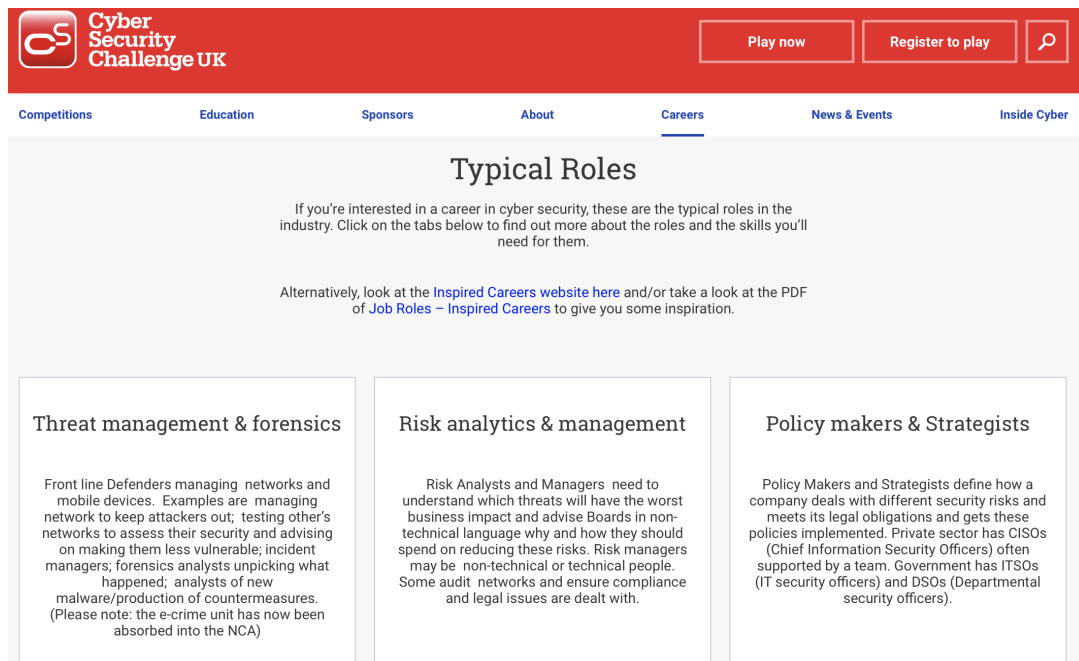 Cyber
Security
Challenge UK
Play now
Register to play
Competitions
Education
Sponsors
About
Careers
News & Events
Inside Cyber
Typical Roles
If you’re interested in a career in cyber security, these are the typical roles in the
industry. Click on the tabs below to find out more about the roles and the skills you’ll
need for them.
Alternatively, look at the Inspired Careers website here and/or take a look at the PDF
of Job Roles – Inspired Careers to give you some inspiration.
Threat management & forensics
Front line Defenders managing  networks and
mobile devices.  Examples are  managing
network to keep attackers out;  testing other’s
networks to assess their security and advising
on making them less vulnerable; incident
managers; forensics analysts unpicking what
happened;  analysts of new
malware/production of countermeasures.
(Please note: the e-crime unit has now been
absorbed into the NCA)
Risk analytics & management
Risk Analysts and Managers  need to
understand which threats will have the worst
business impact and advise Boards in non-
technical language why and how they should
spend on reducing these risks. Risk managers
may be  non-technical or technical people.
Some audit  networks and ensure compliance
and legal issues are dealt with.
Policy makers & Strategists
Policy Makers and Strategists define how a
company deals with different security risks and
meets its legal obligations and gets these
policies implemented. Private sector has CISOs
(Chief Information Security Officers) often
supported by a team. Government has ITSOs
(IT security officers) and DSOs (Departmental
security officers).